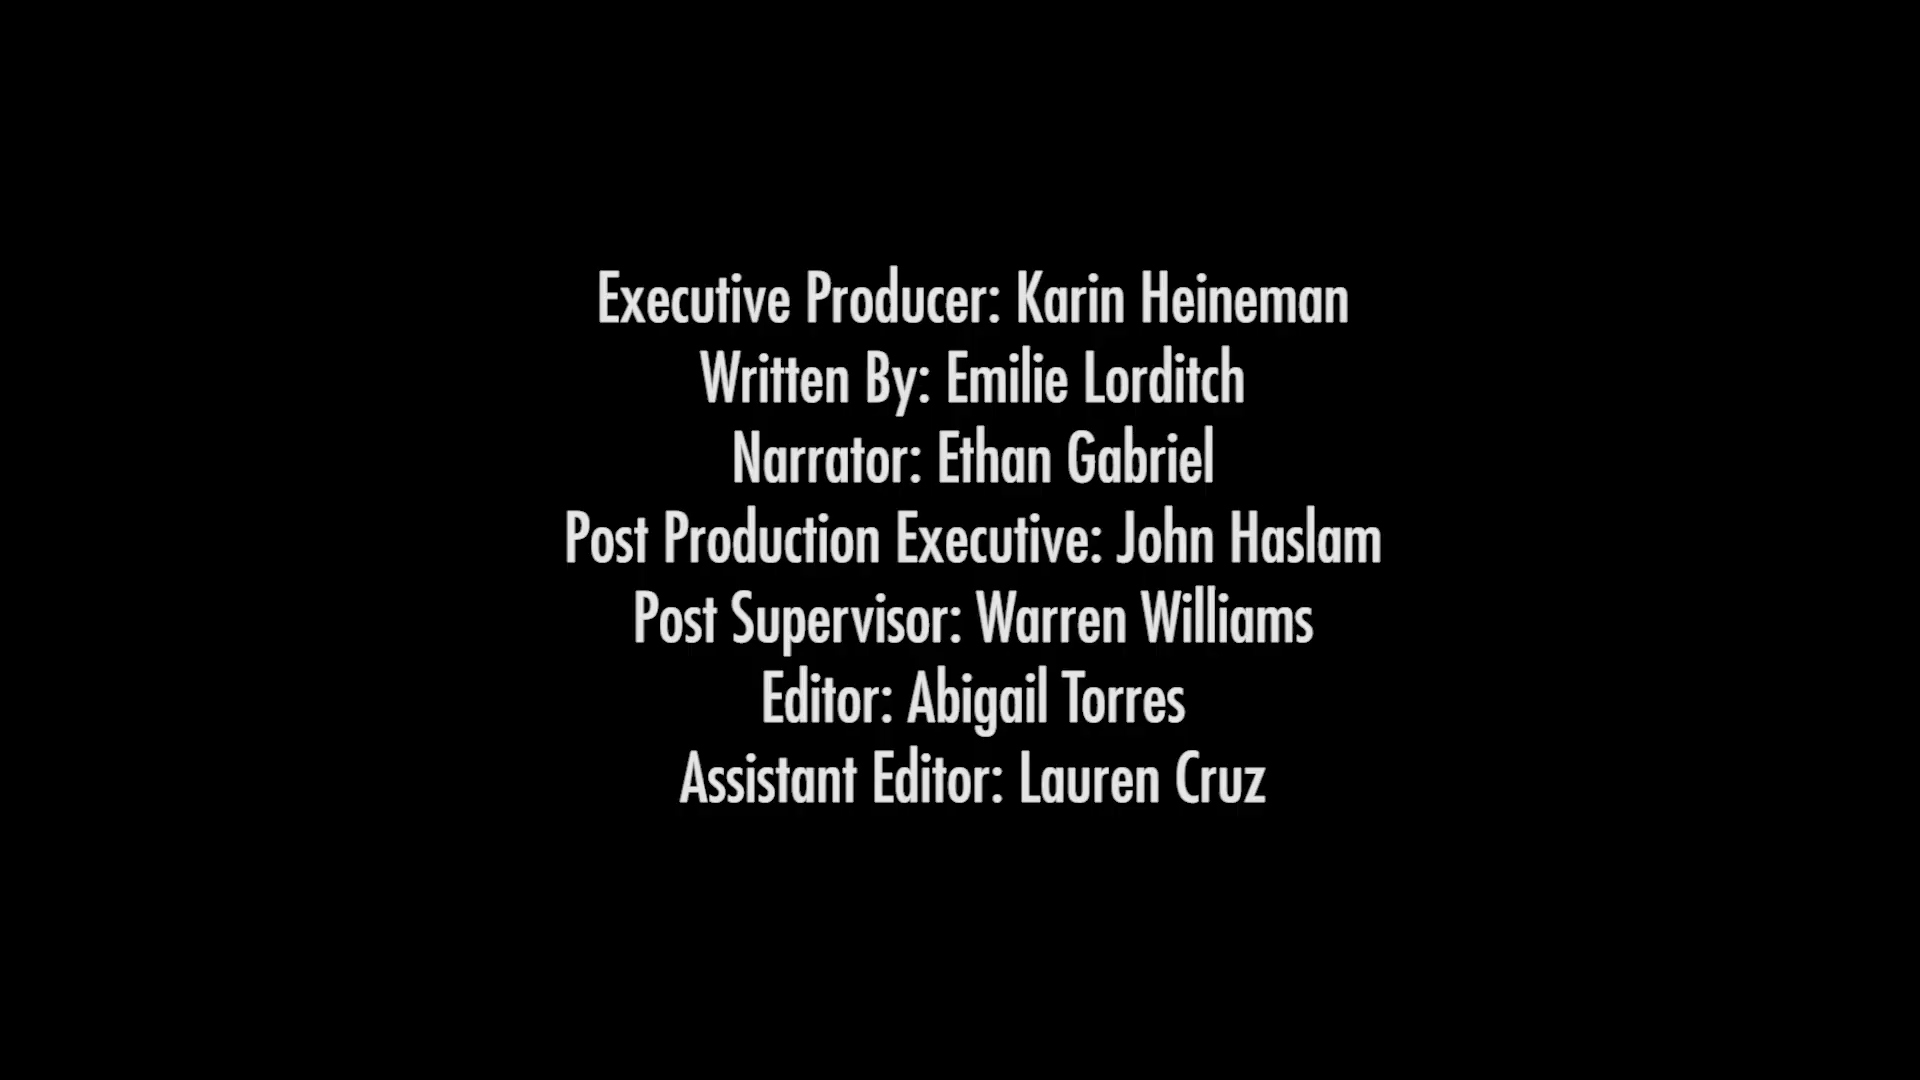 Executive Producer: Karin Heineman
Written By: Emilie Lorditch
Narrator: Ethan Gabriel
Post Production Executive: John Haslam
Post Supervisor: Warren Williams
Editor: Abigail Torres
Assistant Editor: Lauren Cruz